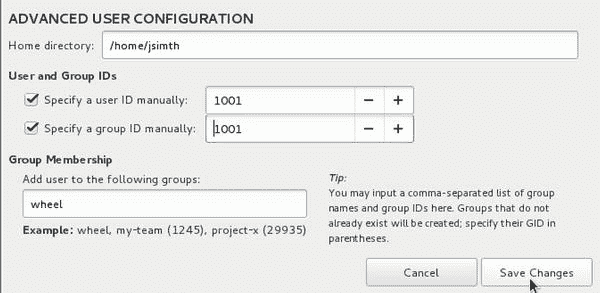 ADVANCED USER CONFIGURATION
Home directory: /home/jsimth
User and Group IDs
Specify a user ID manually: 1001 − +
Specify a group ID manually: 1001 − +
Group Membership
Add user to the following groups:
wheel
Example: wheel, my-team (1245), project-x (29935)
Tip:
You may input a comma-separated list of group
names and group IDs here. Groups that do not
already exist will be created; specify their GID in
parentheses.
Cancel Save Changes